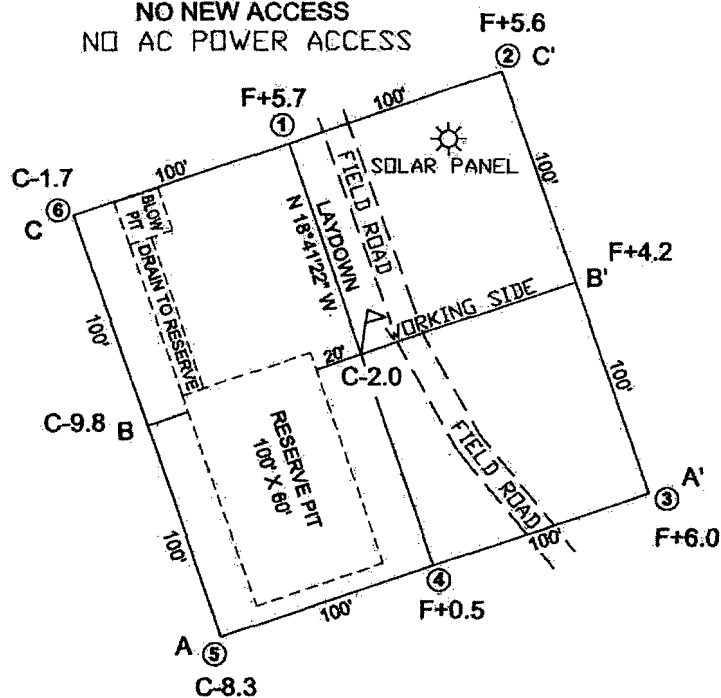 NO NEW ACCESS
NO AC POWER ACCESS
F+5.6
② C'
F+5.7
①
100'
100'
SOLAR PANEL
C-1.7
⑥
C
BLOW
PIT
DRAIN TO RESERVE
LAYDOWN
N 18°41'22" W
FIELD ROAD
100'
F+4.2
B'
WORKING SIDE
20'
C-2.0
100'
C-9.8 B
RESERVE PIT
100' X 60'
FIELD ROAD
100'
A'
③
F+6.0
100'
100'
④
F+0.5
100'
A ⑤
C-8.3